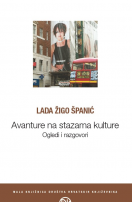 LADA ŽIGO ŠPANIĆ
Avanture na stazama kulture
Ogledi i razgovori
MALA KNJIŽNICA DRUŠTVA HRVATSKIH KNJIŽEVNIKA